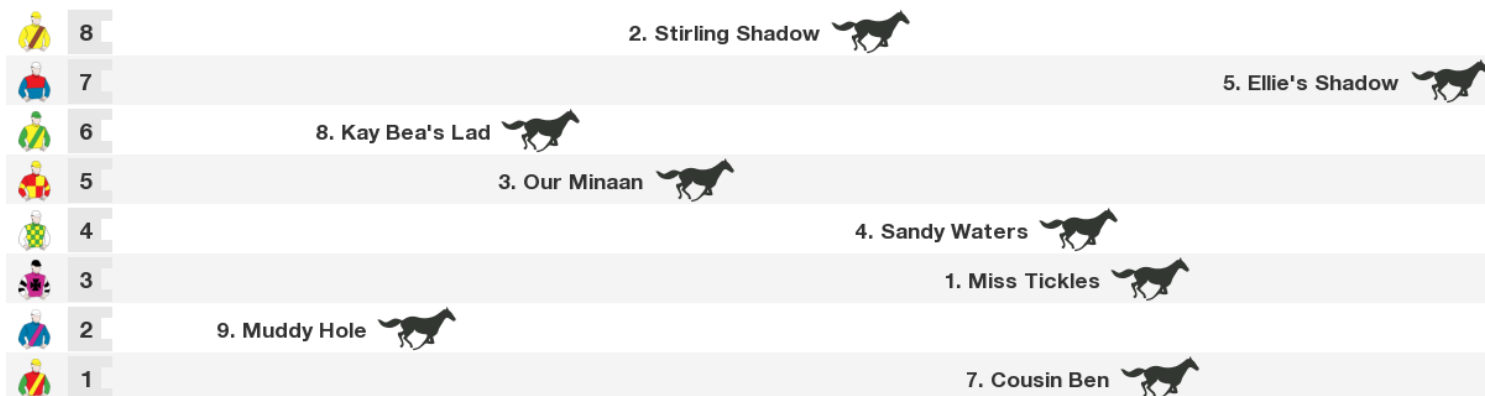 8 2. Stirling Shadow
7 5. Ellie's Shadow
6 8. Kay Bea's Lad
5 3. Our Minaan
4 4. Sandy Waters
3 1. Miss Tickles
2 9. Muddy Hole
1 7. Cousin Ben